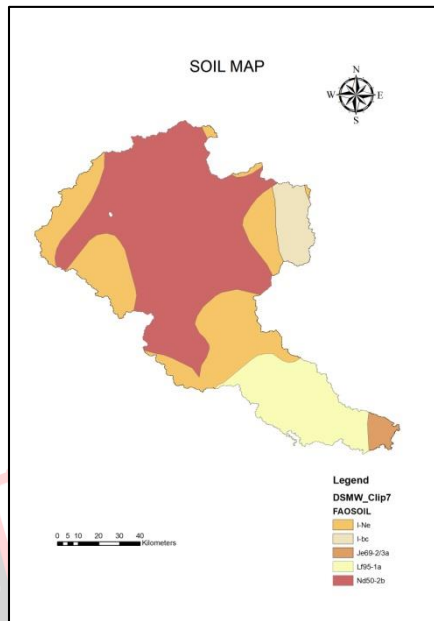 SOIL MAP
N
W E
S
Legend
DSMW_Clip7
FAOSOIL
I-Ne
I-bc
Je69-2/3a
Lf95-1a
Nd50-2b
0 5 10 20 30 40
Kilometers